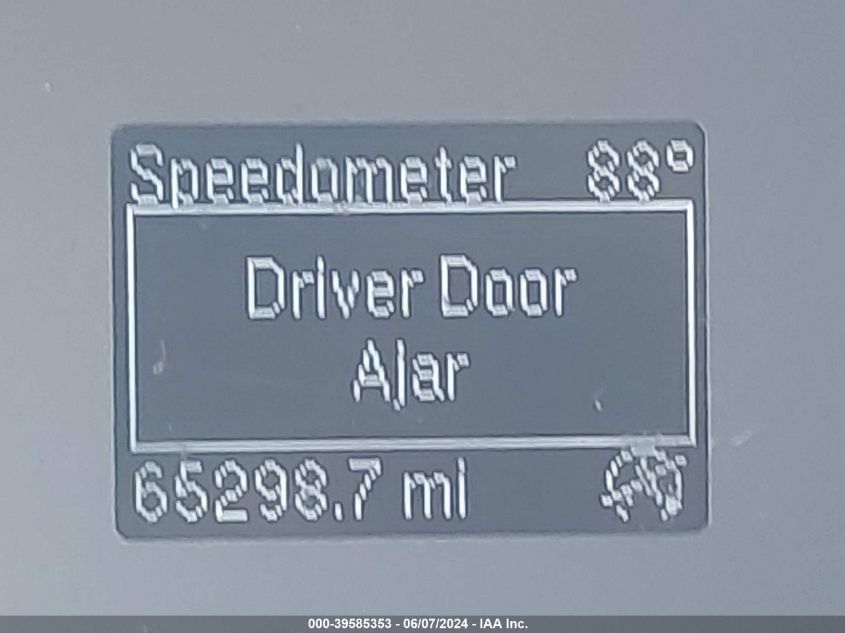 Speedometer 88°
Driver Door
Ajar
65298.7 mi
000-39585353 - 06/07/2024 - IAA Inc.